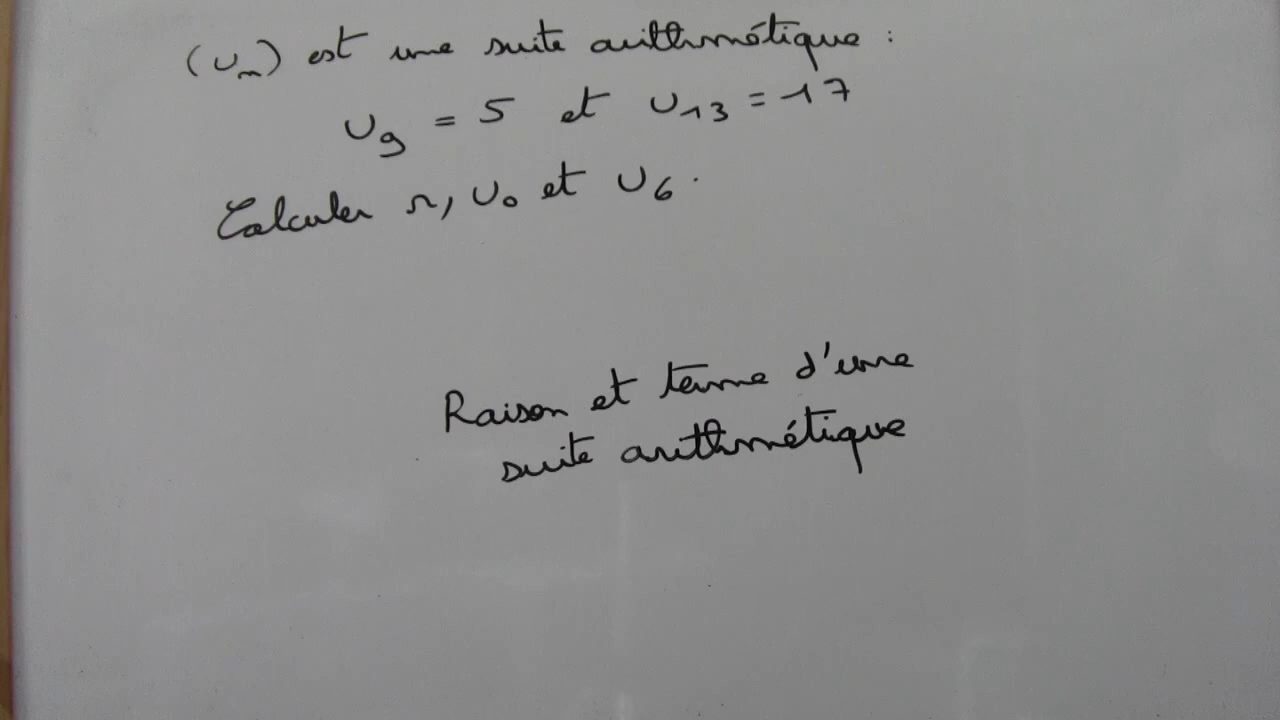 (Un) est une suite arithmétique :
U9 = 5 et U13 = 17
Calculer r, U0 et U6.
Raison et terme d'une
suite arithmétique